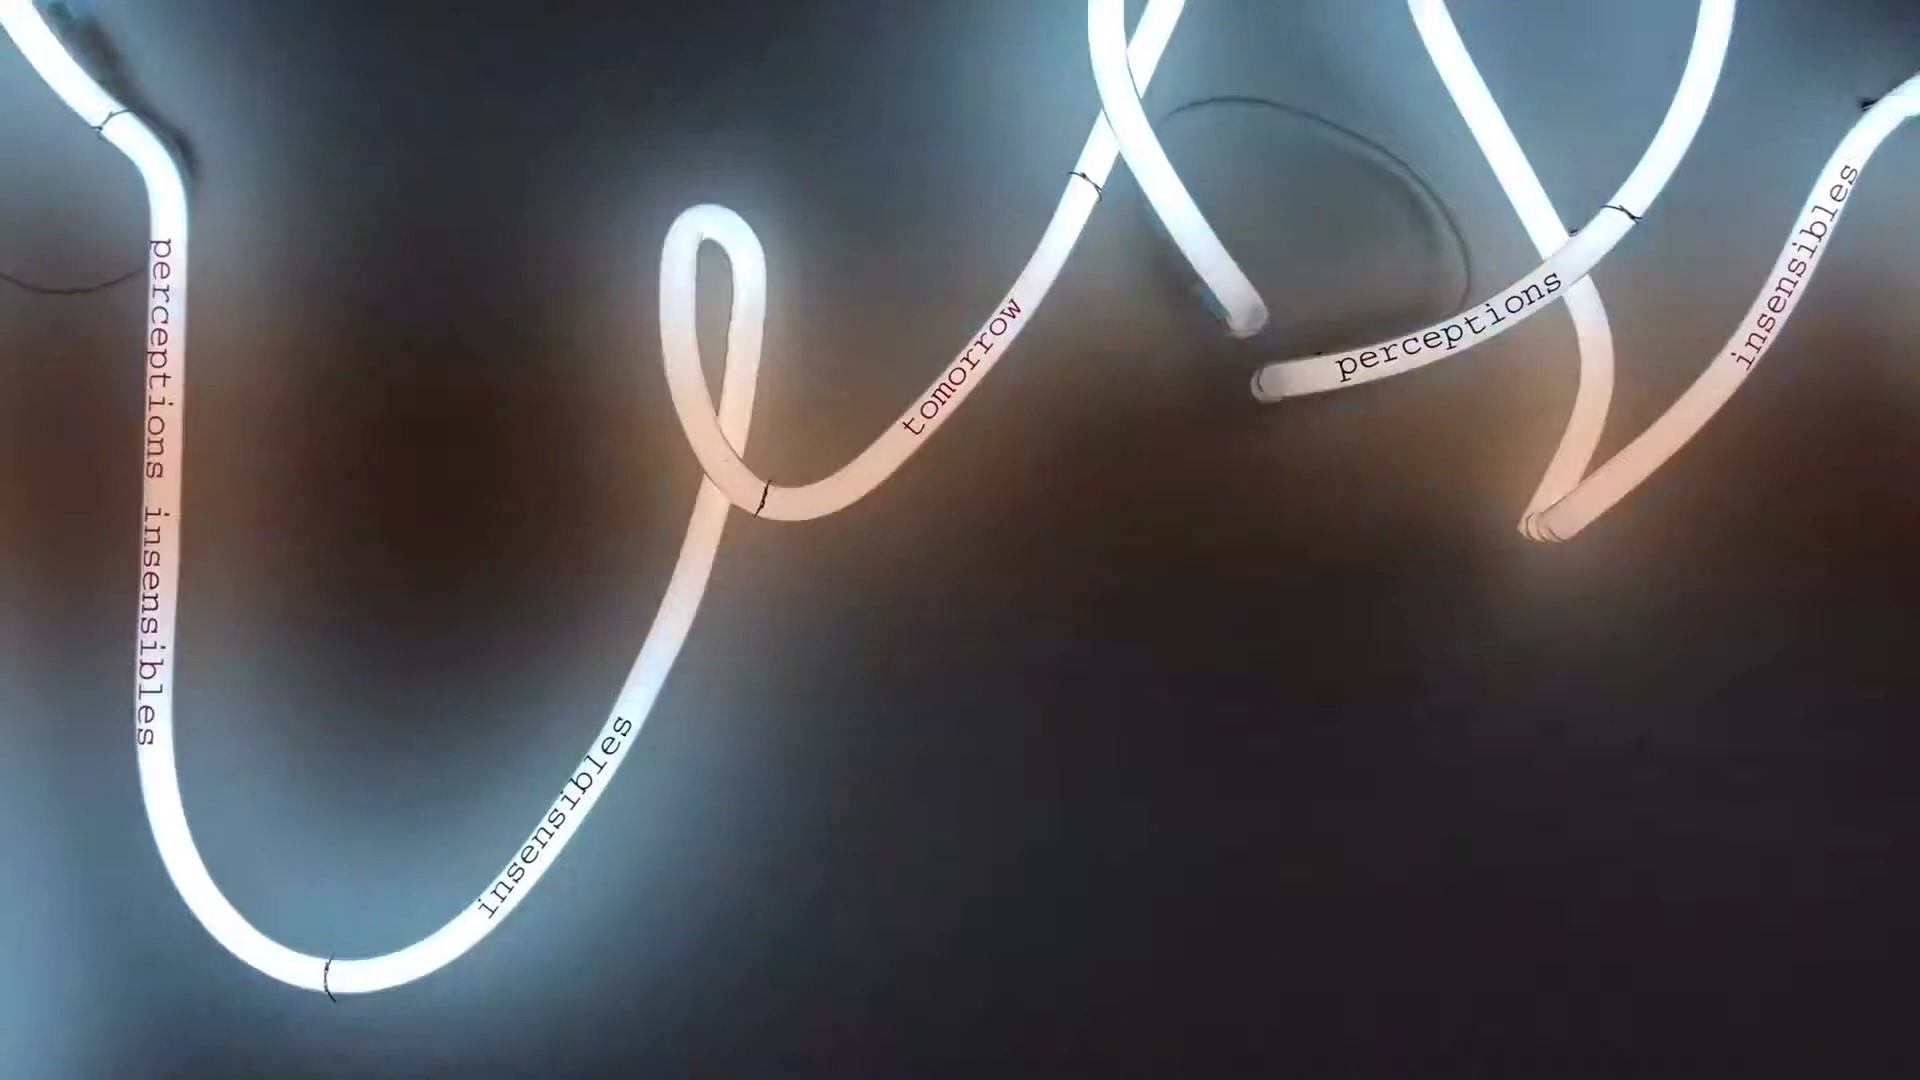 perceptions insensibles
insensibles
tomorrow
perceptions
insensibles